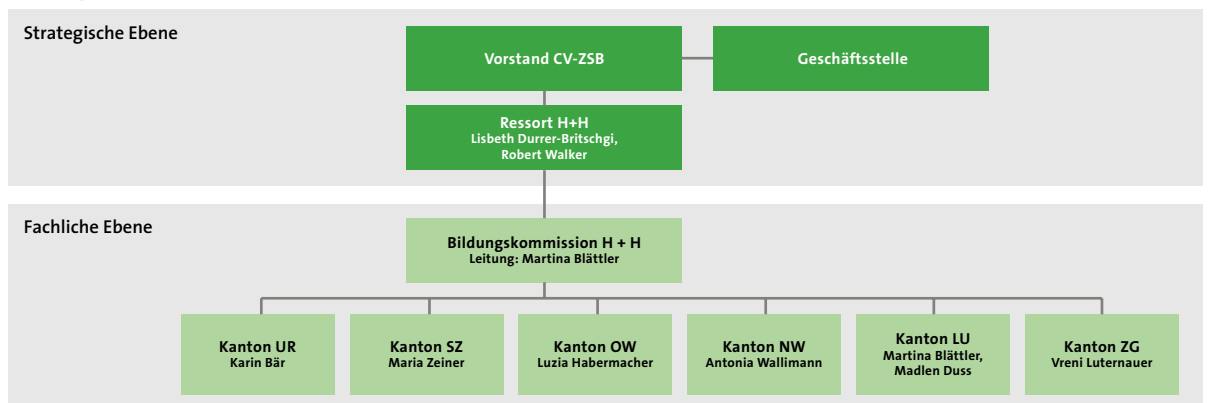 Strategische Ebene
Vorstand CV-ZSB
Geschäftsstelle
Ressort H+H
Lisbeth Durrer-Britschgi,
Robert Walker
Fachliche Ebene
Bildungskommission H + H
Leitung: Martina Blättler
Kanton UR
Karin Bär
Kanton SZ
Maria Zeiner
Kanton OW
Luzia Habermacher
Kanton NW
Antonia Wallimann
Kanton LU
Martina Blättler,
Madlen Duss
Kanton ZG
Vreni Luternauer